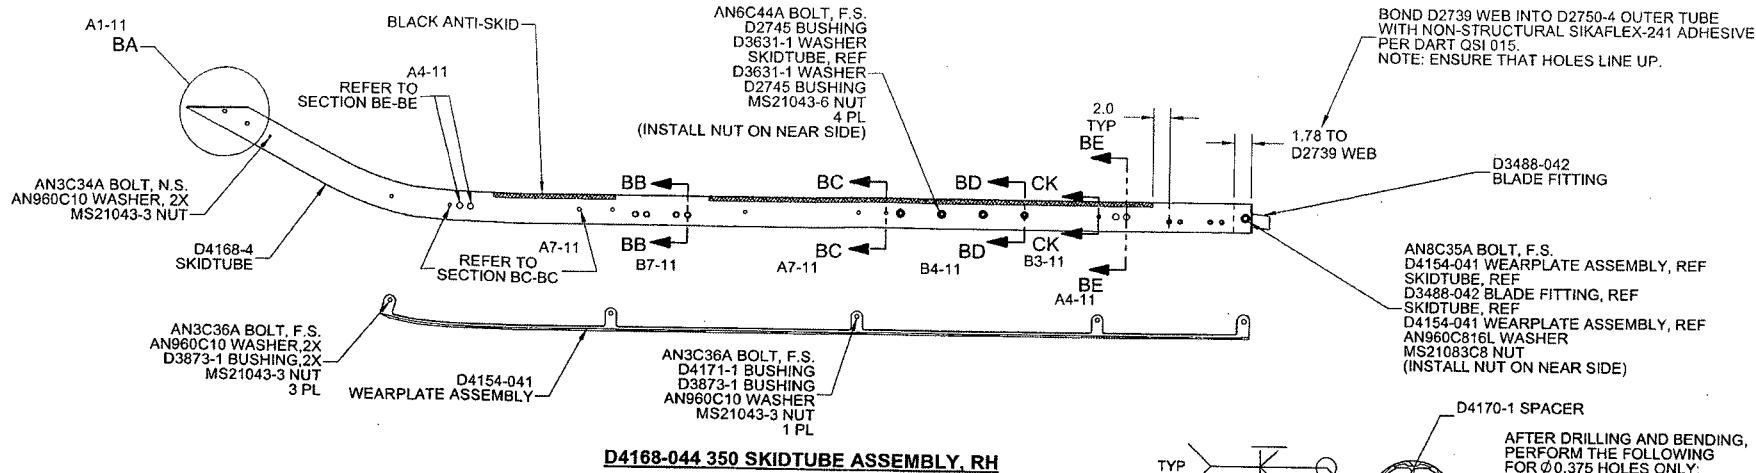 A1-11
BA
BLACK ANTI-SKID
A4-11
REFER TO
SECTION BE-BE
AN6C44A BOLT, F.S.
D2745 BUSHING
D3631-1 WASHER
SKIDTUBE, REF
D3631-1 WASHER
D2745 BUSHING
MS21043-6 NUT
4 PL
(INSTALL NUT ON NEAR SIDE)
BOND D2739 WEB INTO D2750-4 OUTER TUBE
WITH NON-STRUCTURAL SIKAFLEX-241 ADHESIVE
PER DART QSI 015.
NOTE: ENSURE THAT HOLES LINE UP.
2.0
TYP
1.78 TO
D2739 WEB
BE
D3488-042
BLADE FITTING
AN3C34A BOLT, N.S.
AN960C10 WASHER, 2X
MS21043-3 NUT
BB
BC
BD
CK
D4168-4
SKIDTUBE
REFER TO
SECTION BC-BC
A7-11
BB
B7-11
A7-11
BC
B4-11
BD
CK
B3-11
BE
A4-11
AN8C35A BOLT, F.S.
D4154-041 WEARPLATE ASSEMBLY, REF
SKIDTUBE, REF
D3488-042 BLADE FITTING, REF
SKIDTUBE, REF
D4154-041 WEARPLATE ASSEMBLY, REF
AN960C816L WASHER
MS21083C8 NUT
(INSTALL NUT ON NEAR SIDE)
AN3C36A BOLT, F.S.
AN960C10 WASHER,2X
D3873-1 BUSHING,2X
MS21043-3 NUT
3 PL
D4154-041
WEARPLATE ASSEMBLY
AN3C36A BOLT, F.S.
D4171-1 BUSHING
D3873-1 BUSHING
AN960C10 WASHER
MS21043-3 NUT
1 PL
D4168-044 350 SKIDTUBE ASSEMBLY, RH
TYP
D4170-1 SPACER
AFTER DRILLING AND BENDING,
PERFORM THE FOLLOWING
FOR Ø0.375 HOLES ONLY: